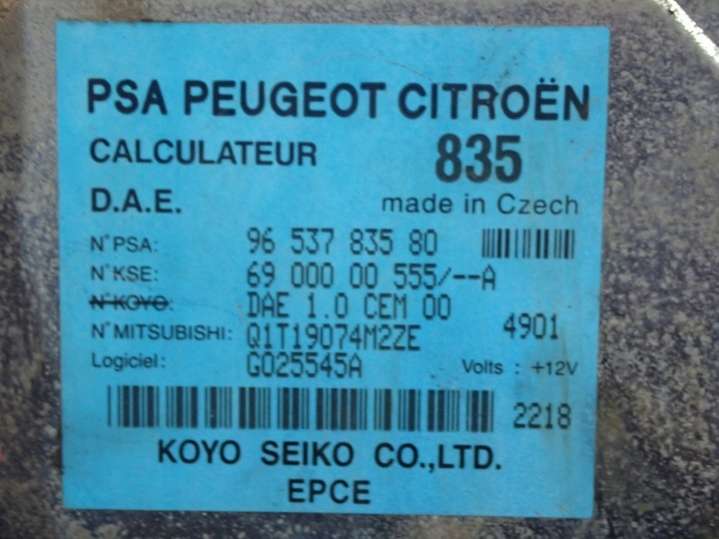 PSA PEUGEOT CITROËN
CALCULATEUR 835
D.A.E. made in Czech
N°PSA: 96 537 835 80
N°KSE: 69 000 00 555/--A
N°KOYO: DAE 1.0 CEM 00
N°MITSUBISHI: Q1T19074M2ZE 4901
Logiciel: G025545A Volts : +12V
2218
KOYO SEIKO CO.,LTD.
EPCE